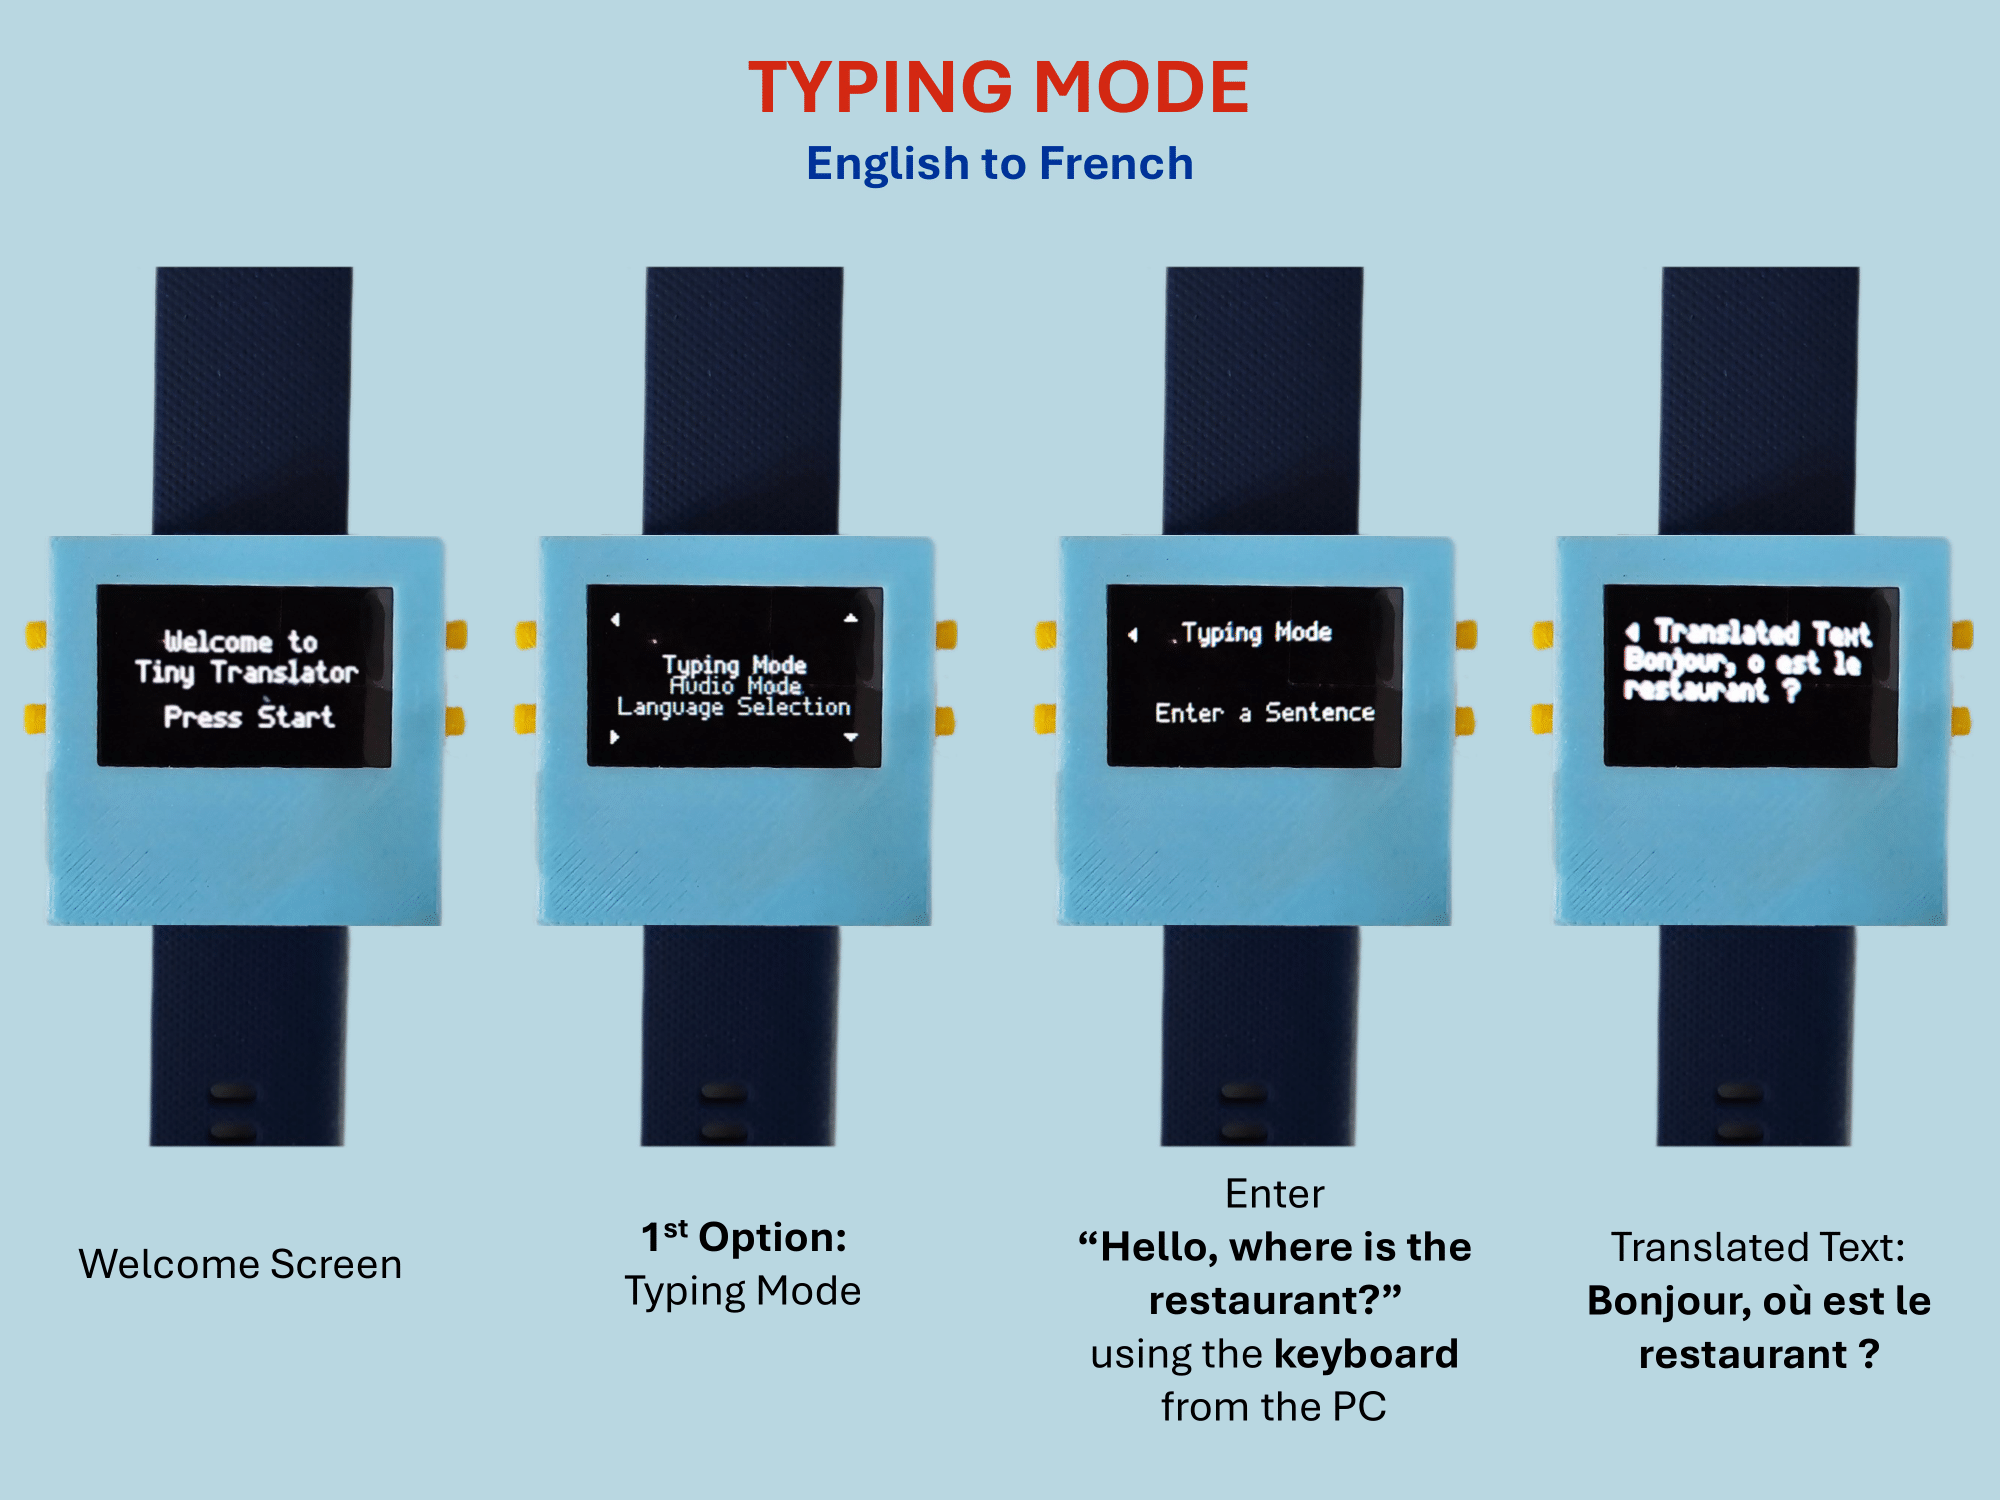 TYPING MODE
English to French
Welcome to
Tiny Translator
Press Start
Typing Mode
Audio Mode
Language Selection
Typing Mode
Enter a Sentence
Translated Text
Bonjour, o est le
restaurant ?
Welcome Screen
1st Option:
Typing Mode
Enter
“Hello, where is the
restaurant?”
using the keyboard
from the PC
Translated Text:
Bonjour, où est le
restaurant ?